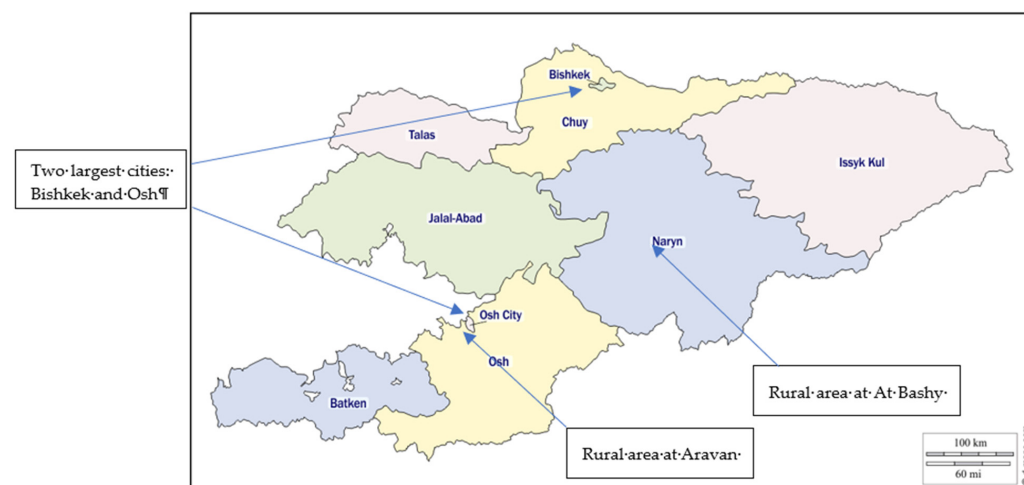 Bishkek
Chuy
Talas
Issyk Kul
Two·largest·cities:·
Bishkek·and·Osh¶
Jalal-Abad
Naryn
Osh City
Osh
Rural·area·at·At·Bashy·
Batken
Rural·area·at·Aravan·
100 km
60 mi